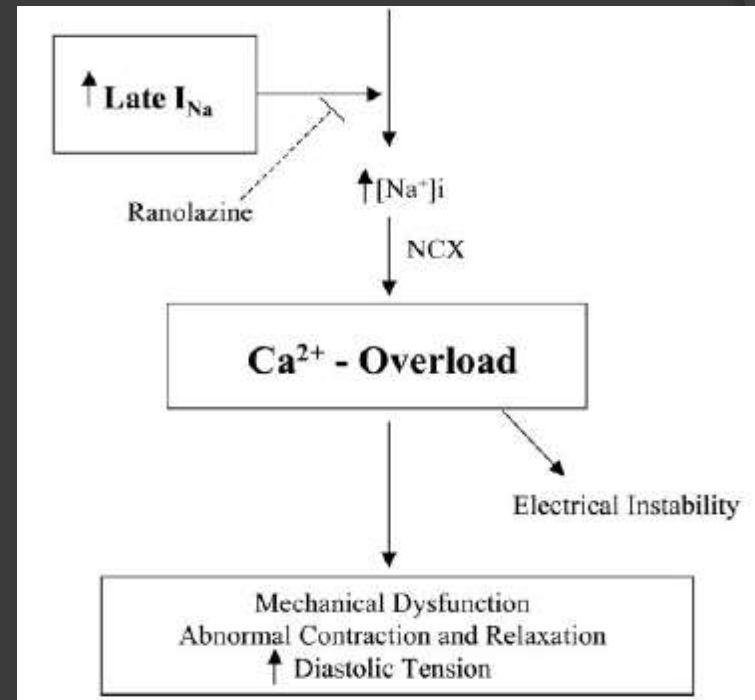 ↑ Late I_Na
Ranolazine
↑[Na⁺]i
NCX
Ca²⁺ - Overload
Electrical Instability
Mechanical Dysfunction
Abnormal Contraction and Relaxation
↑ Diastolic Tension